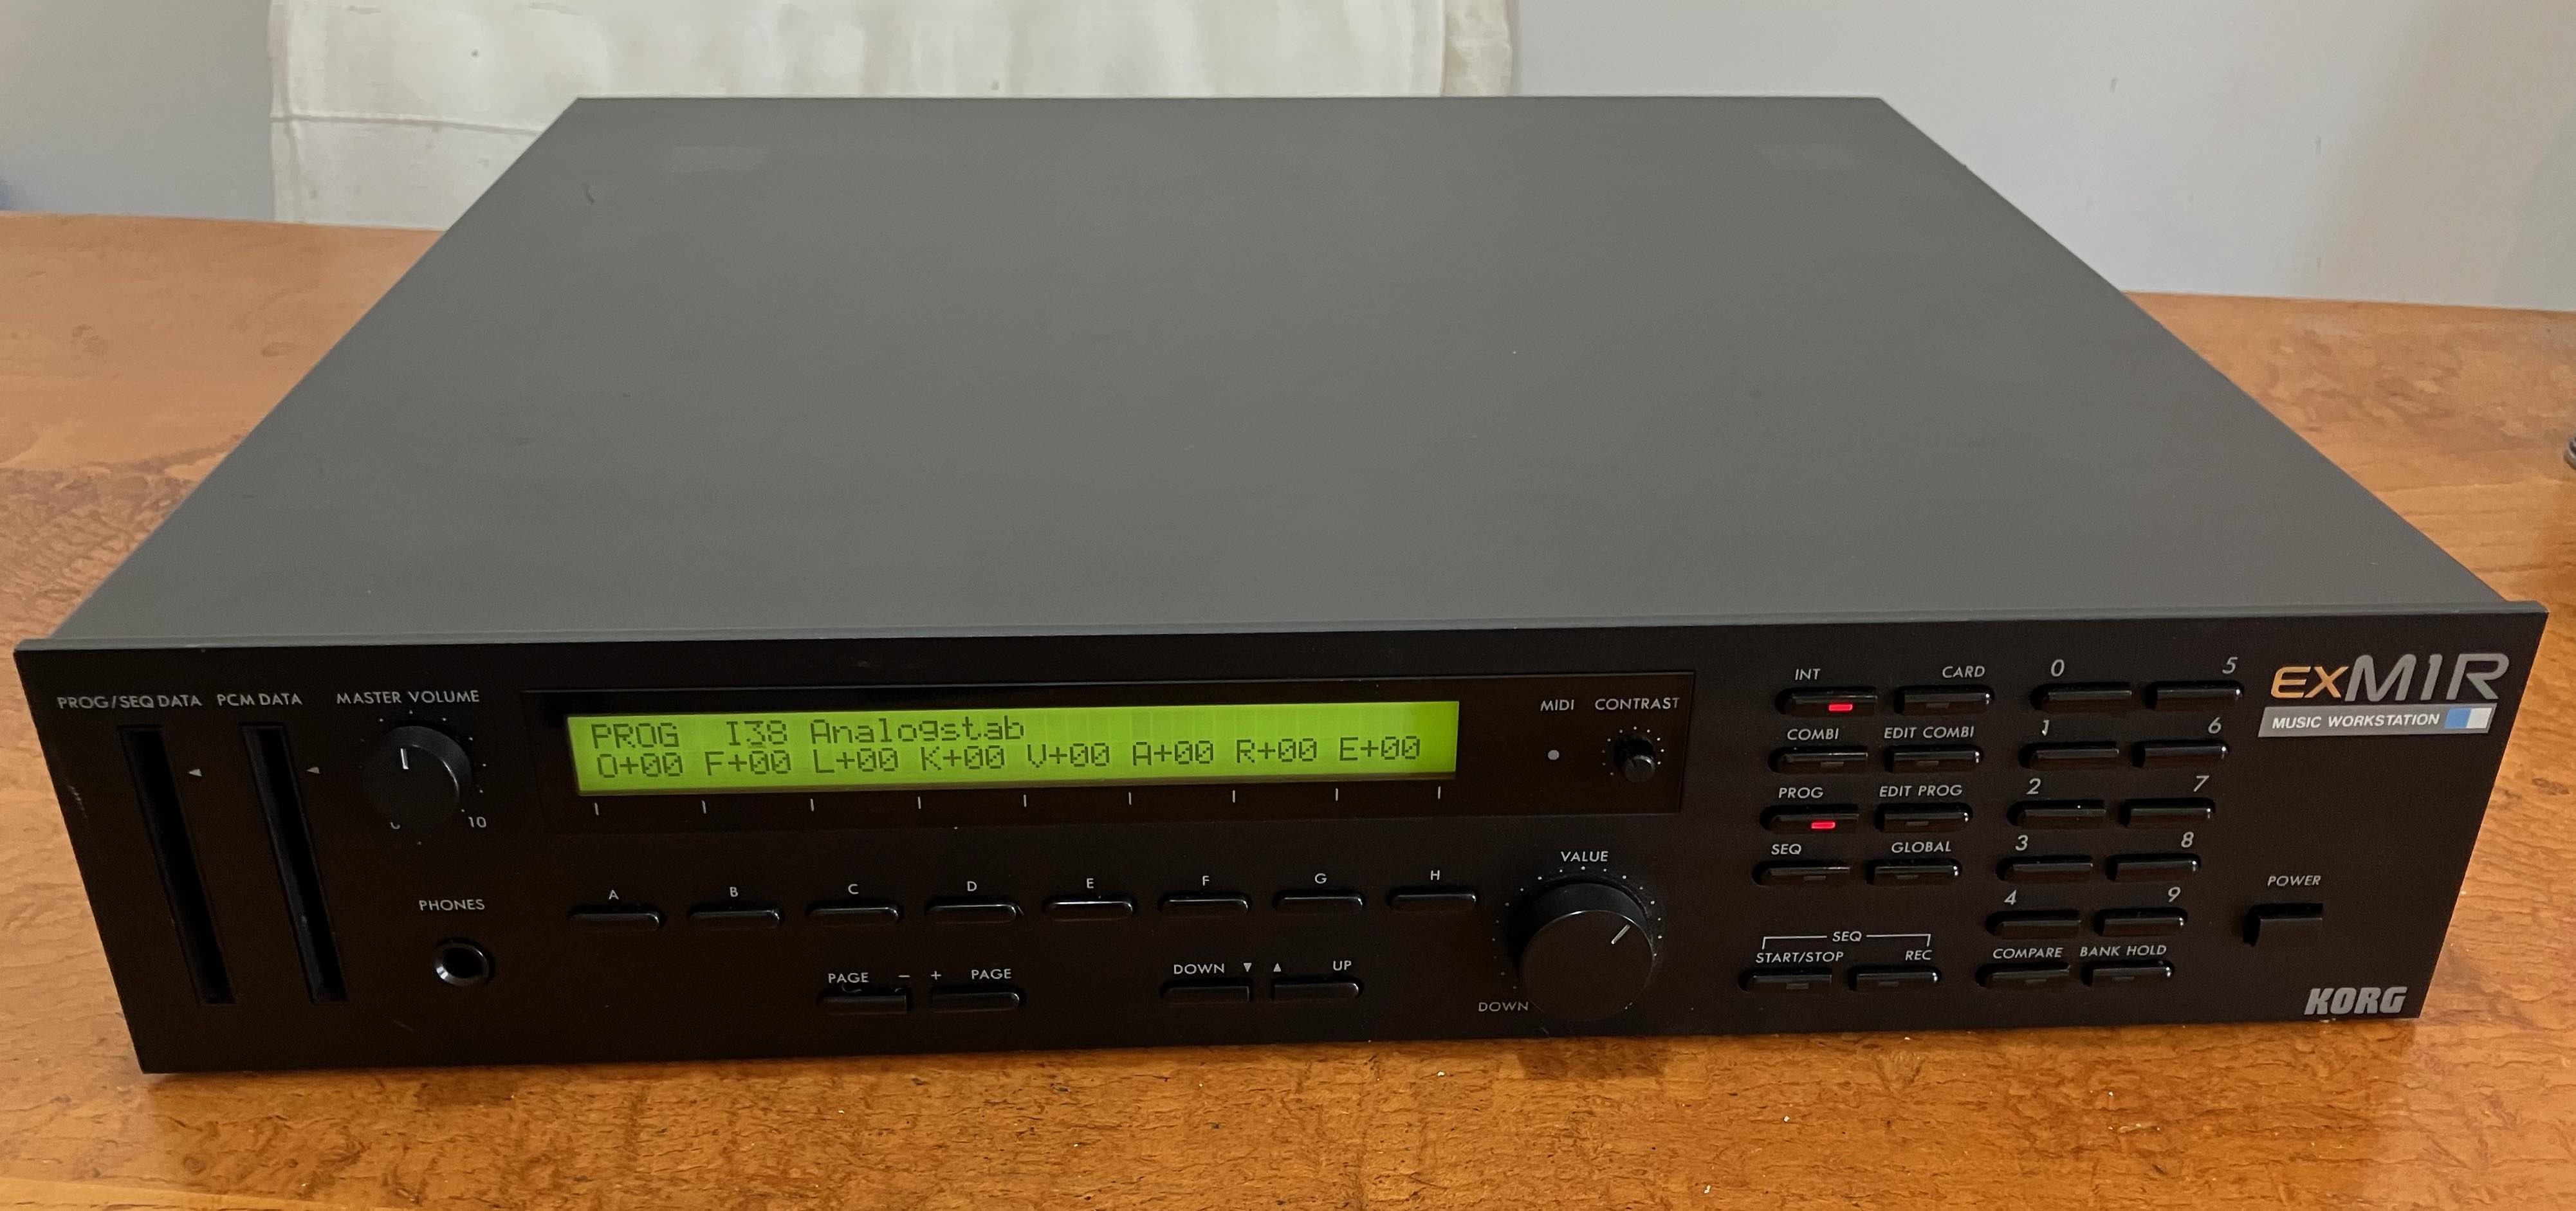 PROG/SEQ DATA
PCM DATA
MASTER VOLUME
10
PHONES
PROG I38 Analogstab
O+00 F+00 L+00 K+00 V+00 A+00 R+00 E+00
A B C D E F G H
PAGE − + PAGE
DOWN ▼ ▲ UP
MIDI
CONTRAST
VALUE
DOWN
INT
CARD
COMBI
EDIT COMBI
PROG
EDIT PROG
SEQ
GLOBAL
SEQ
START/STOP
REC
0 5
1 6
2 7
3 8
4 9
COMPARE
BANK HOLD
EXM1R
MUSIC WORKSTATION
POWER
KORG